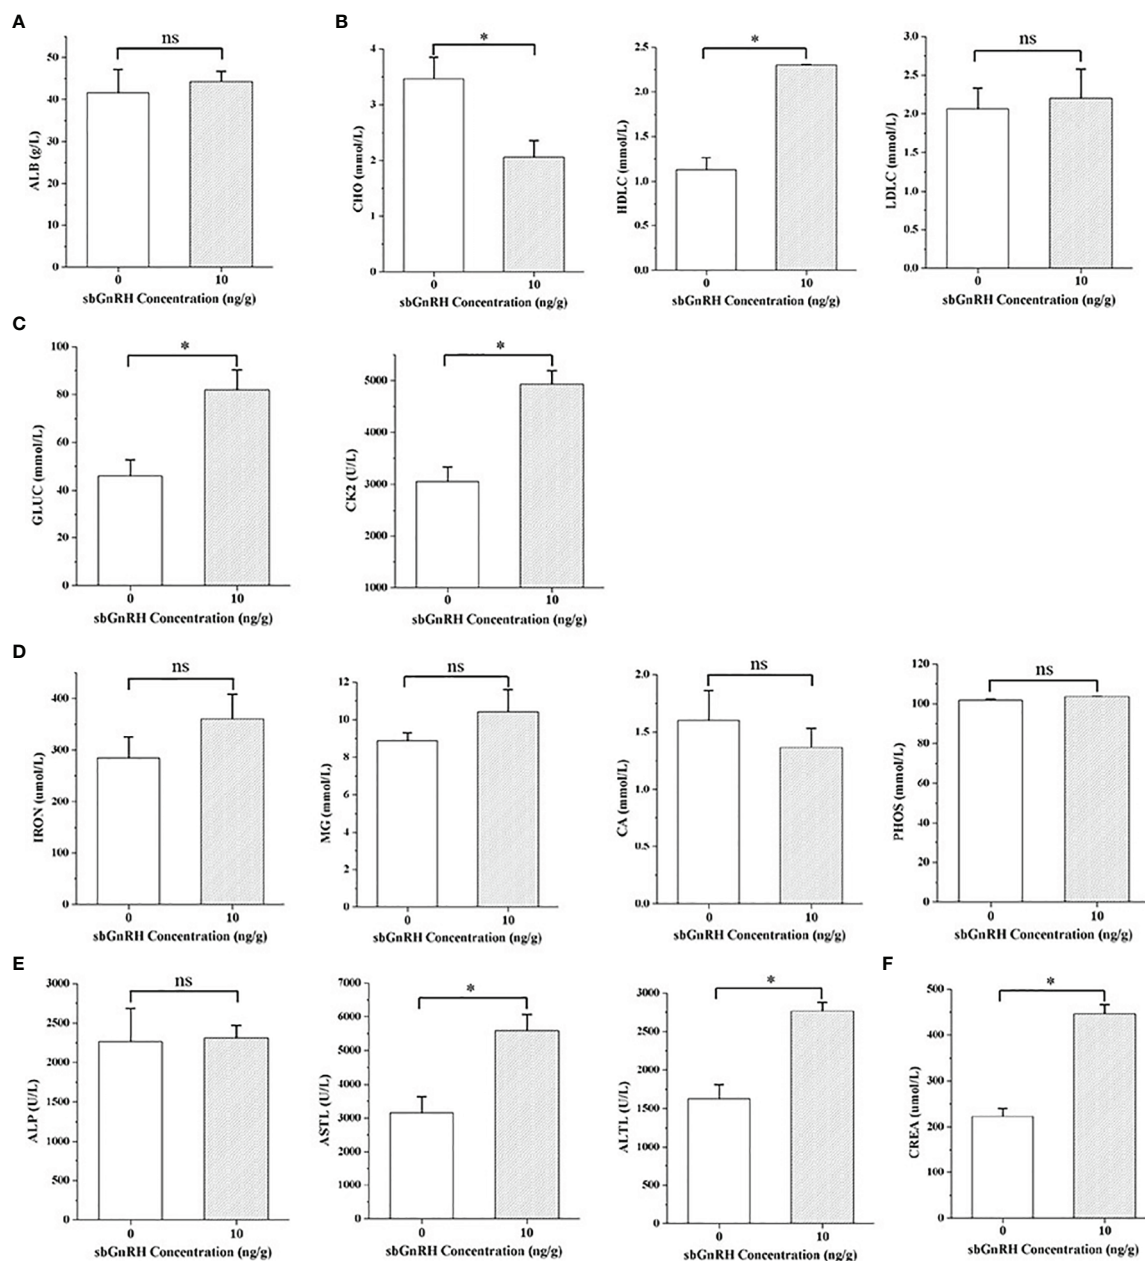 A
ns
ALB (g/L)
50
40
30
20
10
0
0 10
sbGnRH Concentration (ng/g)
B
*
CHO (mmol/L)
4
3
2
1
0
0 10
sbGnRH Concentration (ng/g)
*
HDLC (mmol/L)
2.5
2.0
1.5
1.0
0.5
0.0
0 10
sbGnRH Concentration (ng/g)
ns
LDLC (mmol/L)
3.0
2.5
2.0
1.5
1.0
0.5
0.0
0 10
sbGnRH Concentration (ng/g)
C
*
GLUC (mmol/L)
100
80
60
40
20
0
0 10
sbGnRH Concentration (ng/g)
*
CK2 (U/L)
5000
4000
3000
2000
1000
0 10
sbGnRH Concentration (ng/g)
D
ns
IRON (umol/L)
400
300
200
100
0
0 10
sbGnRH Concentration (ng/g)
ns
MG (mmol/L)
12
10
8
6
4
2
0
0 10
sbGnRH Concentration (ng/g)
ns
CA (mmol/L)
2.0
1.5
1.0
0.5
0.0
0 10
sbGnRH Concentration (ng/g)
ns
PHOS (mmol/L)
120
100
80
60
40
20
0
0 10
sbGnRH Concentration (ng/g)
E
ns
ALP (U/L)
3000
2500
2000
1500
1000
500
0
0 10
sbGnRH Concentration (ng/g)
*
ASTL (U/L)
7000
6000
5000
4000
3000
2000
1000
0
0 10
sbGnRH Concentration (ng/g)
*
ALTL (U/L)
3000
2500
2000
1500
1000
500
0
0 10
sbGnRH Concentration (ng/g)
F
*
CREA (umol/L)
500
400
300
200
100
0
0 10
sbGnRH Concentration (ng/g)